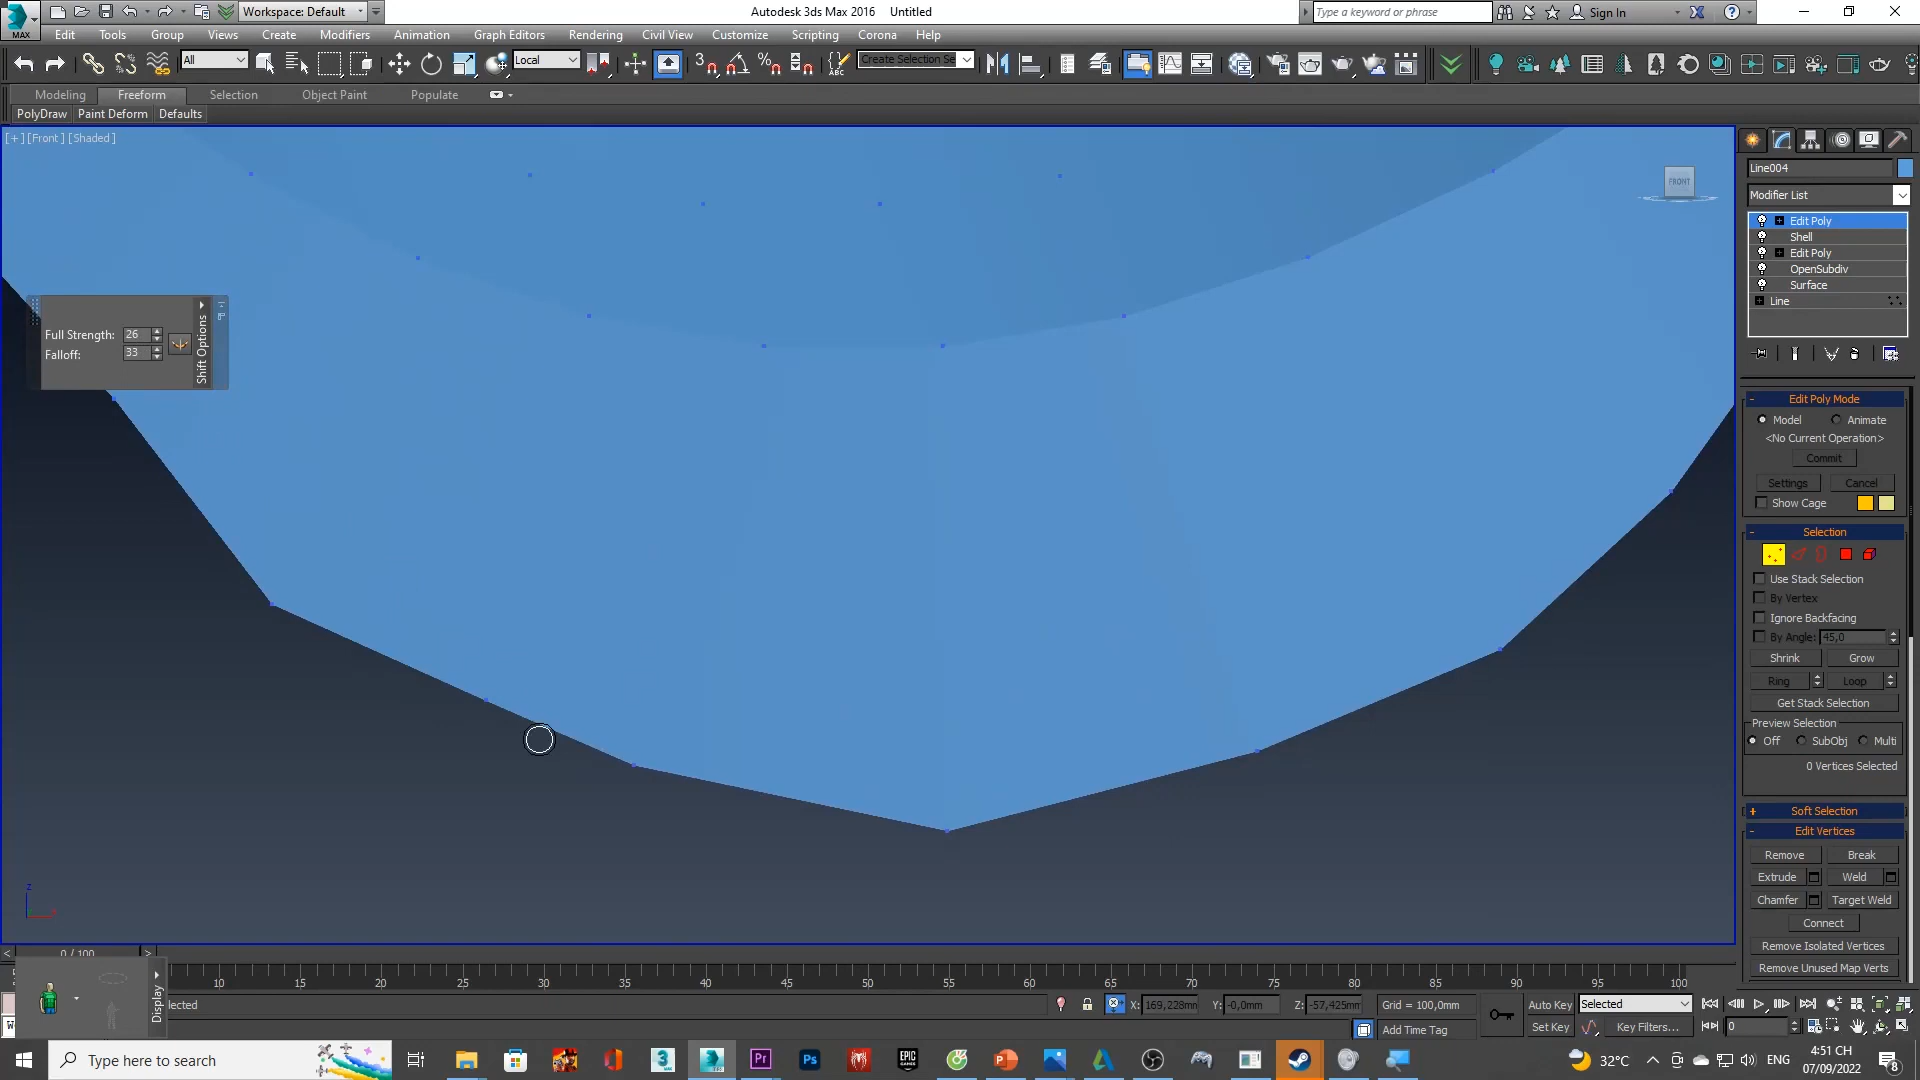 Workspace: Default
Autodesk 3ds Max 2016 Untitled
Type a keyword or phrase
Sign In
MAX
Edit Tools Group Views Create Modifiers Animation Graph Editors Rendering Civil View Customize Scripting Corona Help
All
Local
Create Selection Se
Modeling Freeform Selection Object Paint Populate
PolyDraw Paint Deform Defaults
[+] [Front] [Shaded]
FRONT
Line004
Modifier List
Edit Poly
Shell
Edit Poly
OpenSubdiv
Surface
Line
Full Strength: 26
Falloff: 33
Shift Options
Edit Poly Mode
Model Animate
<No Current Operation>
Commit
Settings Cancel
Show Cage
Selection
Use Stack Selection
By Vertex
Ignore Backfacing
By Angle: 45,0
Shrink Grow
Ring Loop
Get Stack Selection
Preview Selection
Off SubObj Multi
0 Vertices Selected
Soft Selection
Edit Vertices
Remove Break
Extrude Weld
Chamfer Target Weld
Connect
Remove Isolated Vertices
Remove Unused Map Verts
0 / 100
10 15 20 25 30 35 40 45 50 55 60 65 70 75 80 85 90 95 100
Display
lected
X: 169,228mm Y: -0,0mm Z: -57,425mm Grid = 100,0mm
Auto Key Selected
Add Time Tag
Set Key Key Filters... 0
Type here to search
32°C
ENG
4:51 CH
07/09/2022
8